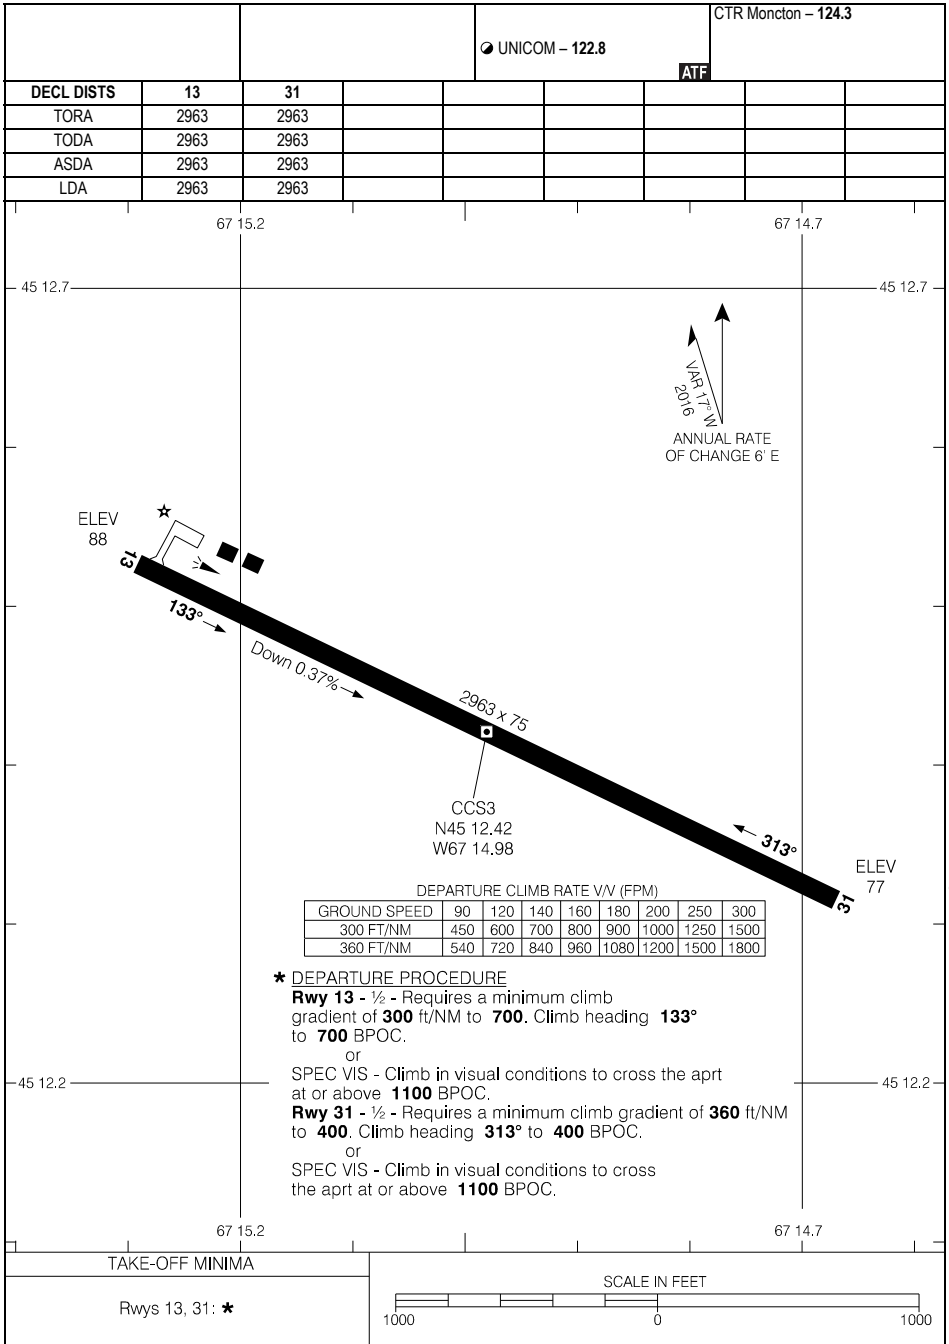 CTR Moncton – 124.3
UNICOM – 122.8
ATF
DECL DISTS 13 31
TORA 2963 2963
TODA 2963 2963
ASDA 2963 2963
LDA 2963 2963
67 15.2 67 14.7
45 12.7 45 12.7
VAR 17° W
2016
ANNUAL RATE
OF CHANGE 6' E
ELEV
88
13
133°
Down 0.37%
2963 x 75
CCS3
N45 12.42
W67 14.98
313°
ELEV
77
31
DEPARTURE CLIMB RATE V/V (FPM)
GROUND SPEED 90 120 140 160 180 200 250 300
300 FT/NM 450 600 700 800 900 1000 1250 1500
360 FT/NM 540 720 840 960 1080 1200 1500 1800
* DEPARTURE PROCEDURE
Rwy 13 - ½ - Requires a minimum climb
gradient of 300 ft/NM to 700. Climb heading 133°
to 700 BPOC.
or
SPEC VIS - Climb in visual conditions to cross the aprt
at or above 1100 BPOC.
45 12.2 45 12.2
Rwy 31 - ½ - Requires a minimum climb gradient of 360 ft/NM
to 400. Climb heading 313° to 400 BPOC.
or
SPEC VIS - Climb in visual conditions to cross
the aprt at or above 1100 BPOC.
67 15.2 67 14.7
TAKE-OFF MINIMA
Rwys 13, 31: *
SCALE IN FEET
1000 0 1000